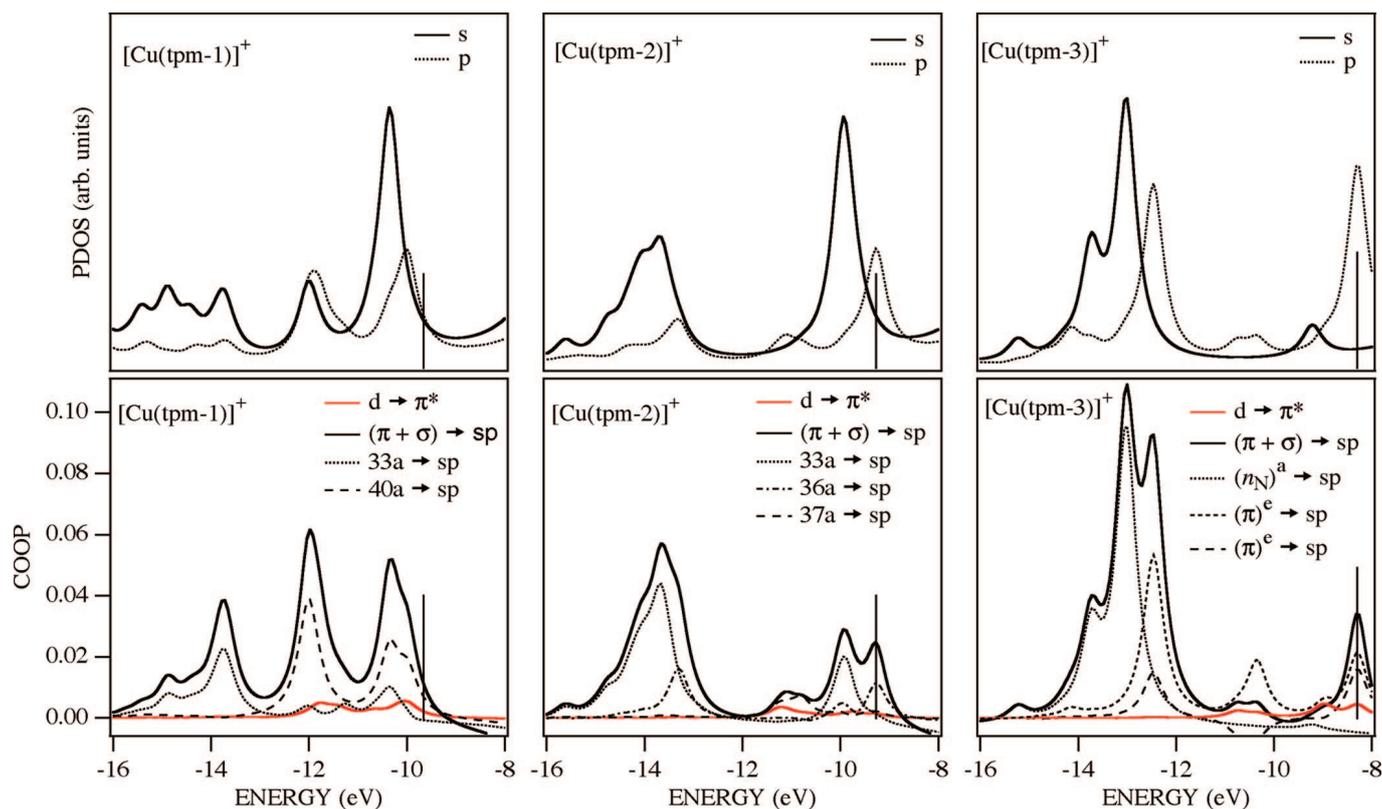 [Cu(tpm-1)]⁺
s
p
[Cu(tpm-2)]⁺
s
p
[Cu(tpm-3)]⁺
s
p
PDOS (arb. units)
[Cu(tpm-1)]⁺
d → π*
(π + σ) → sp
33a → sp
40a → sp
[Cu(tpm-2)]⁺
d → π*
(π + σ) → sp
33a → sp
36a → sp
37a → sp
[Cu(tpm-3)]⁺
d → π*
(π + σ) → sp
(n_N)ᵃ → sp
(π)ᵉ → sp
(π)ᵉ → sp
COOP
0.10
0.08
0.06
0.04
0.02
0.00
-16 -14 -12 -10 -8
-16 -14 -12 -10 -8
-16 -14 -12 -10 -8
ENERGY (eV)
ENERGY (eV)
ENERGY (eV)